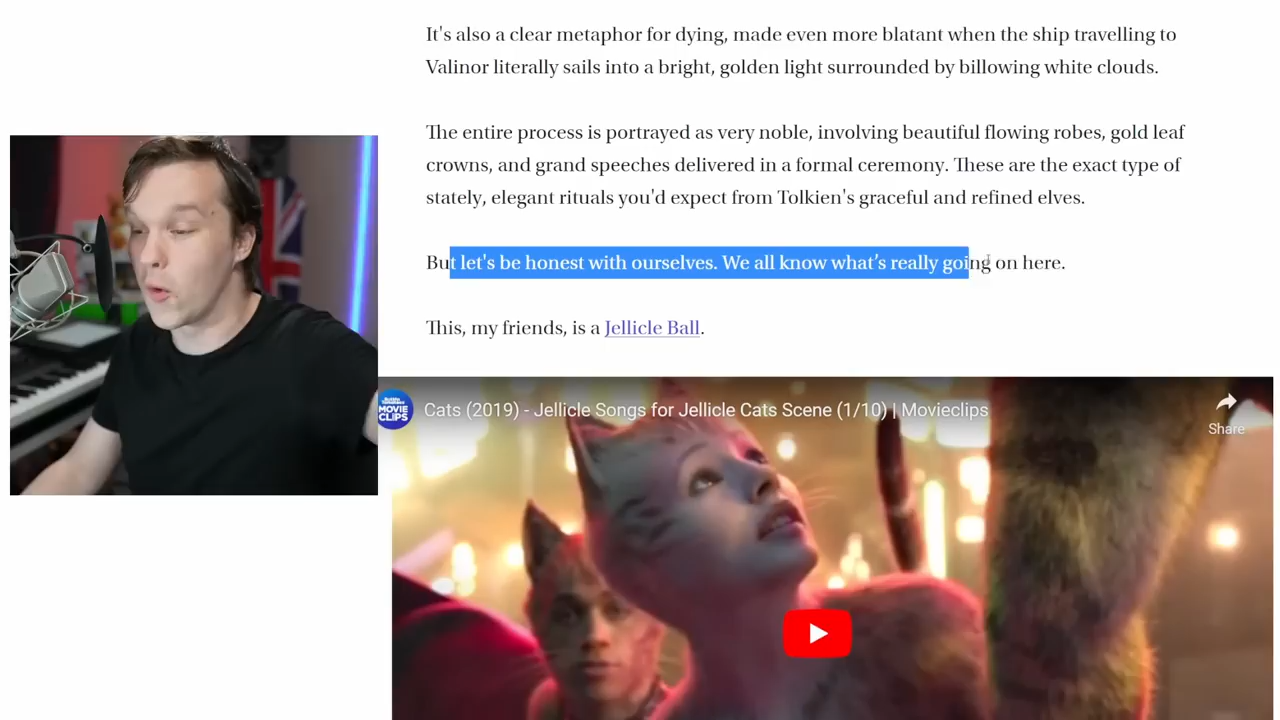 It's also a clear metaphor for dying, made even more blatant when the ship travelling to
Valinor literally sails into a bright, golden light surrounded by billowing white clouds.
The entire process is portrayed as very noble, involving beautiful flowing robes, gold leaf
crowns, and grand speeches delivered in a formal ceremony. These are the exact type of
stately, elegant rituals you'd expect from Tolkien's graceful and refined elves.
But let's be honest with ourselves. We all know what’s really going on here.
This, my friends, is a Jellicle Ball.
MOVIE
CLIPS
Cats (2019) - Jellicle Songs for Jellicle Cats Scene (1/10) | Movieclips
Share